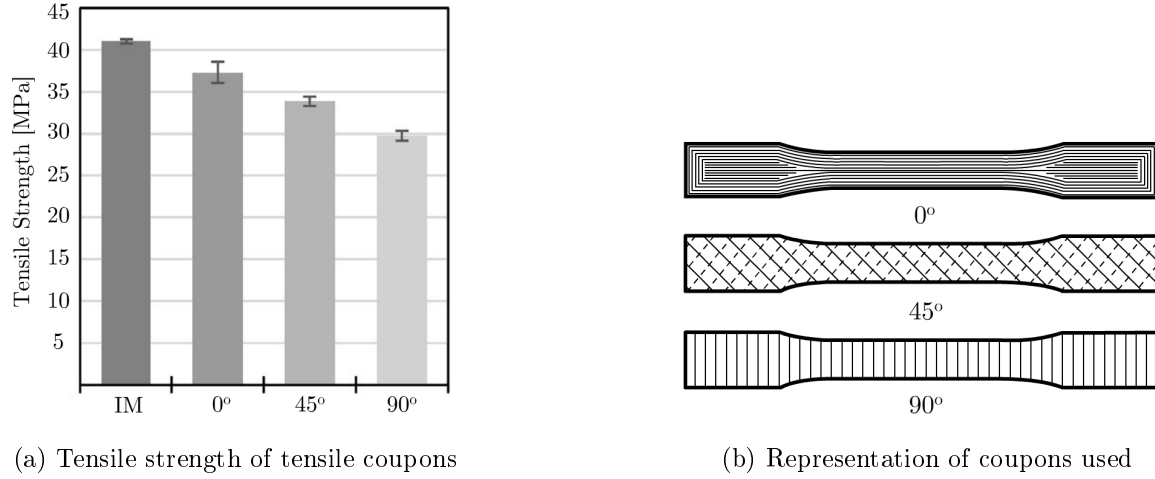 45
40
35
30
25
20
15
10
5
Tensile Strength [MPa]
IM 0º 45º 90º
(a) Tensile strength of tensile coupons
0º
45º
90º
(b) Representation of coupons used